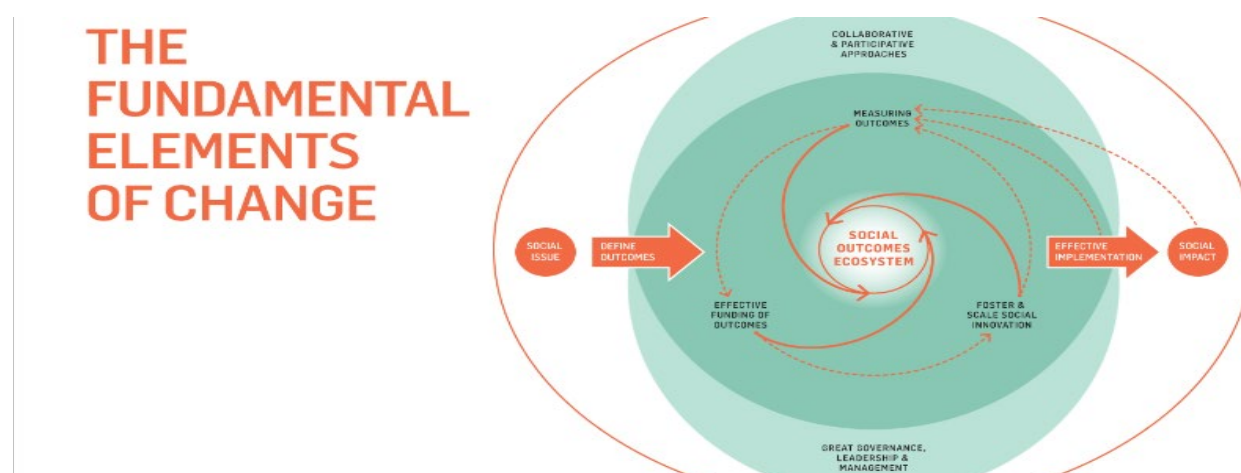 THE
FUNDAMENTAL
ELEMENTS
OF CHANGE
COLLABORATIVE
& PARTICIPATIVE
APPROACHES
MEASURING
OUTCOMES
SOCIAL
ISSUE
DEFINE
OUTCOMES
SOCIAL
OUTCOMES
ECOSYSTEM
EFFECTIVE
IMPLEMENTATION
SOCIAL
IMPACT
EFFECTIVE
FUNDING OF
OUTCOMES
FOSTER &
SCALE SOCIAL
INNOVATION
GREAT GOVERNANCE,
LEADERSHIP &
MANAGEMENT